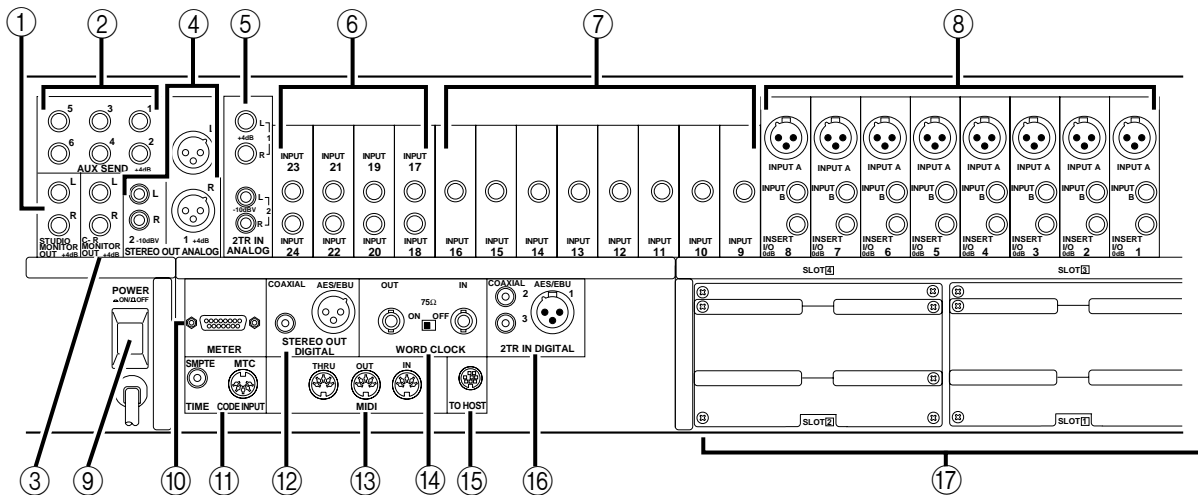 ① ② ④ ⑤ ⑥ ⑦ ⑧
5 3 1
6 4 2
AUX SEND +4dB
L
R
STUDIO MONITOR OUT +4dB
L
R
C- R MONITOR OUT +4dB
L
R
2 -10dBV
L
R
1 +4dB
STEREO OUT ANALOG
L
+4dB 1
R
L
-10dBV 2
R
2TR IN ANALOG
INPUT 23
INPUT 24
INPUT 21
INPUT 22
INPUT 19
INPUT 20
INPUT 17
INPUT 18
INPUT 16
INPUT 15
INPUT 14
INPUT 13
INPUT 12
INPUT 11
INPUT 10
INPUT 9
INPUT A INPUT A INPUT A INPUT A INPUT A INPUT A INPUT A INPUT A
INPUT B INPUT B INPUT B INPUT B INPUT B INPUT B INPUT B INPUT B
INSERT I/O 0dB 8
INSERT I/O 0dB 7
INSERT I/O 0dB 6
INSERT I/O 0dB 5
INSERT I/O 0dB 4
INSERT I/O 0dB 3
INSERT I/O 0dB 2
INSERT I/O 0dB 1
SLOT 4 SLOT 3
POWER
ON/ OFF
METER
COAXIAL AES/EBU
STEREO OUT DIGITAL
OUT 75Ω IN
ON OFF
WORD CLOCK
COAXIAL 2 AES/EBU 1
3
2TR IN DIGITAL
SMPTE MTC
TIME CODE INPUT
THRU OUT IN
MIDI
TO HOST
SLOT 2 SLOT 1
③ ⑨ ⑩ ⑪ ⑫ ⑬ ⑭ ⑮ ⑯ ⑰